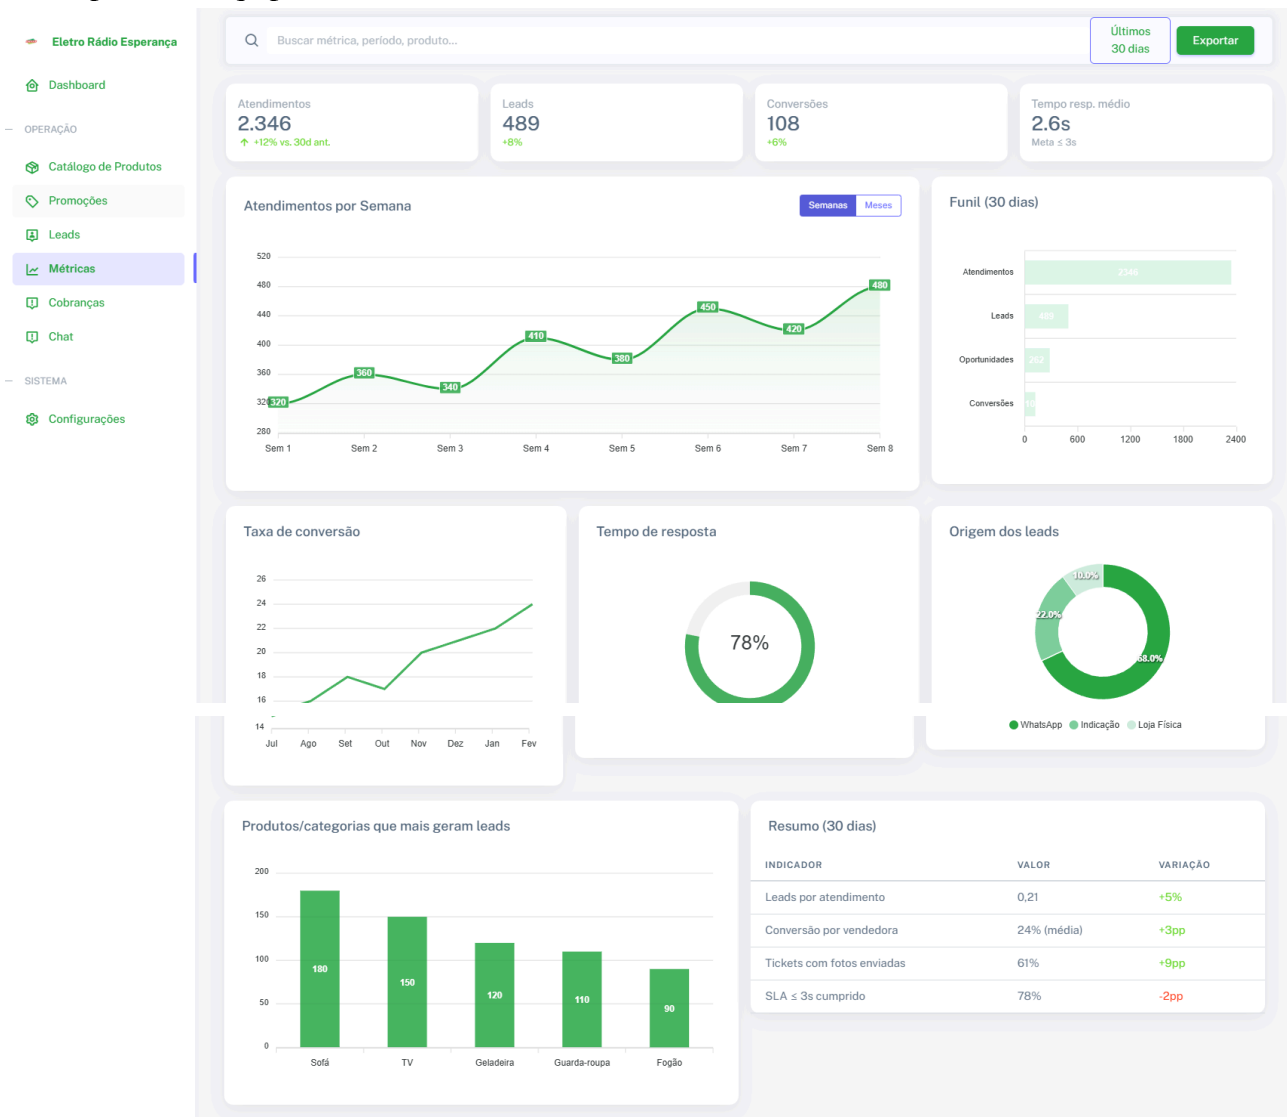 Eletro Rádio Esperança
Buscar métrica, período, produto...
Últimos
30 dias
Exportar
Dashboard
OPERAÇÃO
Catálogo de Produtos
Promoções
Leads
Métricas
Cobranças
Chat
SISTEMA
Configurações
Atendimentos
2.346
+12% vs. 30d ant.
Leads
489
+8%
Conversões
108
+6%
Tempo resp. médio
2.6s
Meta ≤ 3s
Atendimentos por Semana
Semanas Meses
520
480
440
400
360
320
280
320
360
340
410
380
450
420
480
Sem 1 Sem 2 Sem 3 Sem 4 Sem 5 Sem 6 Sem 7 Sem 8
Funil (30 dias)
Atendimentos 2346
Leads 489
Oportunidades 262
Conversões
0 600 1200 1800 2400
Taxa de conversão
26
24
22
20
18
16
14
Jul Ago Set Out Nov Dez Jan Fev
Tempo de resposta
78%
Origem dos leads
10.0%
22.0%
68.0%
WhatsApp Indicação Loja Física
Produtos/categorias que mais geram leads
200
150
100
50
0
180
150
120
110
90
Sofá TV Geladeira Guarda-roupa Fogão
Resumo (30 dias)
INDICADOR VALOR VARIAÇÃO
Leads por atendimento 0,21 +5%
Conversão por vendedora 24% (média) +3pp
Tickets com fotos enviadas 61% +9pp
SLA ≤ 3s cumprido 78% -2pp